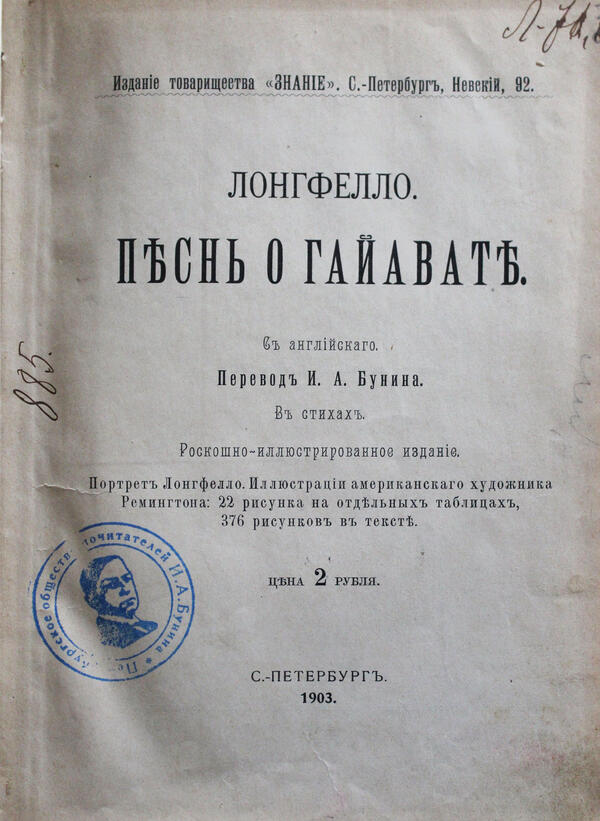 Изданіе товарищества «ЗНАНІЕ». С.-Петербургъ, Невскій, 92.
ЛОНГФЕЛЛО.
ПѢСНЬ О ГАЙАВАТѢ.
Съ англійскаго.
Переводъ И. А. Бунина.
Въ стихахъ.
Роскошно-иллюстрированное изданіе.
Портретъ Лонгфелло. Иллюстраціи американскаго художника
Ремингтона: 22 рисунка на отдѣльныхъ таблицахъ,
376 рисунковъ въ текстѣ.
ЦѢНА 2 РУБЛЯ.
С.-ПЕТЕРБУРГЪ.
1903.
885.
почитателей И.А.Бунина *